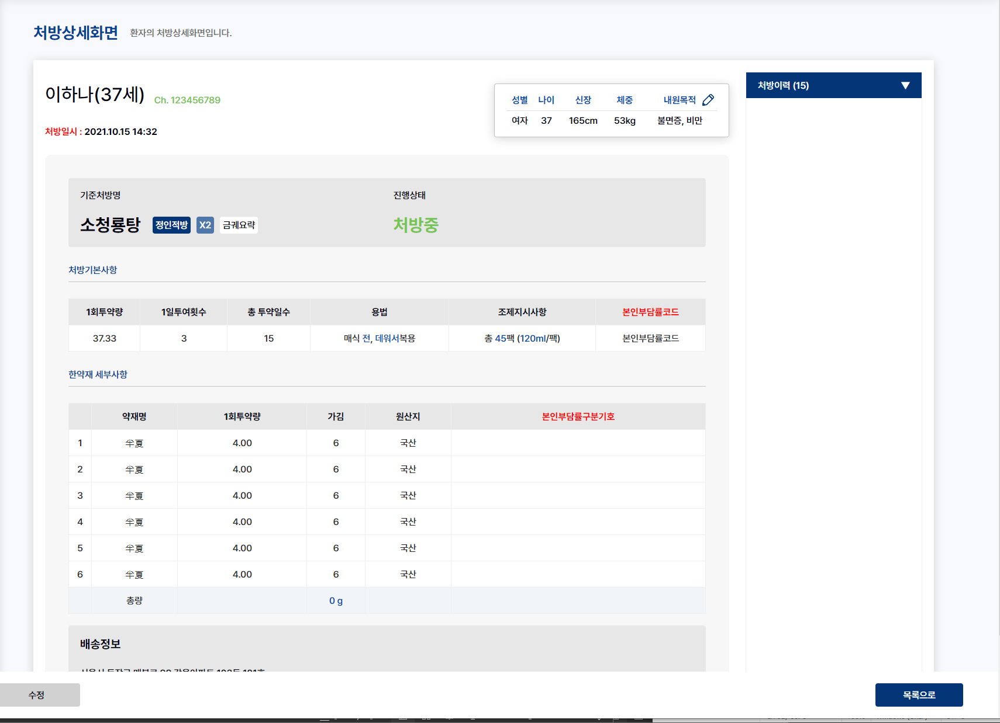 처방상세화면 환자의 처방상세화면입니다.
이하나(37세) Ch. 123456789
처방일시 : 2021.10.15 14:32
성별 나이 신장 체중 내원목적
여자 37 165cm 53kg 불면증, 비만
처방이력 (15) ▼
기준처방명 진행상태
소청룡탕 정인적방 X2 금궤요략 처방중
처방기본사항
1회투약량 1일투여횟수 총 투약일수 용법 조제지시사항 본인부담률코드
37.33 3 15 매식 전, 데워서복용 총 45팩 (120ml/팩) 본인부담률코드
한약재 세부사항
약재명 1회투약량 가김 원산지 본인부담률구분기호
1 半夏 4.00 6 국산
2 半夏 4.00 6 국산
3 半夏 4.00 6 국산
4 半夏 4.00 6 국산
5 半夏 4.00 6 국산
6 半夏 4.00 6 국산
총량 0 g
배송정보
수정 목록으로